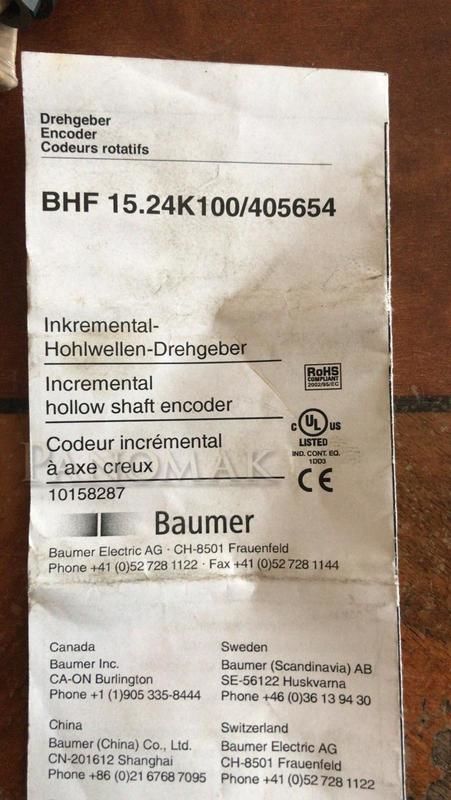 Drehgeber
Encoder
Codeurs rotatifs
BHF 15.24K100/405654
Inkremental-
Hohlwellen-Drehgeber
Incremental
hollow shaft encoder
Codeur incrémental
à axe creux
10158287
RoHS
COMPLIANT
2002/95/EC
C UL US
LISTED
IND. CONT. EQ.
1DD3
CE
PANOMAK
Baumer
Baumer Electric AG · CH-8501 Frauenfeld
Phone +41 (0)52 728 1122 · Fax +41 (0)52 728 1144
Canada
Baumer Inc.
CA-ON Burlington
Phone +1 (1)905 335-8444
Sweden
Baumer (Scandinavia) AB
SE-56122 Huskvarna
Phone +46 (0)36 13 94 30
China
Baumer (China) Co., Ltd.
CN-201612 Shanghai
Phone +86 (0)21 6768 7095
Switzerland
Baumer Electric AG
CH-8501 Frauenfeld
Phone +41 (0)52 728 1122